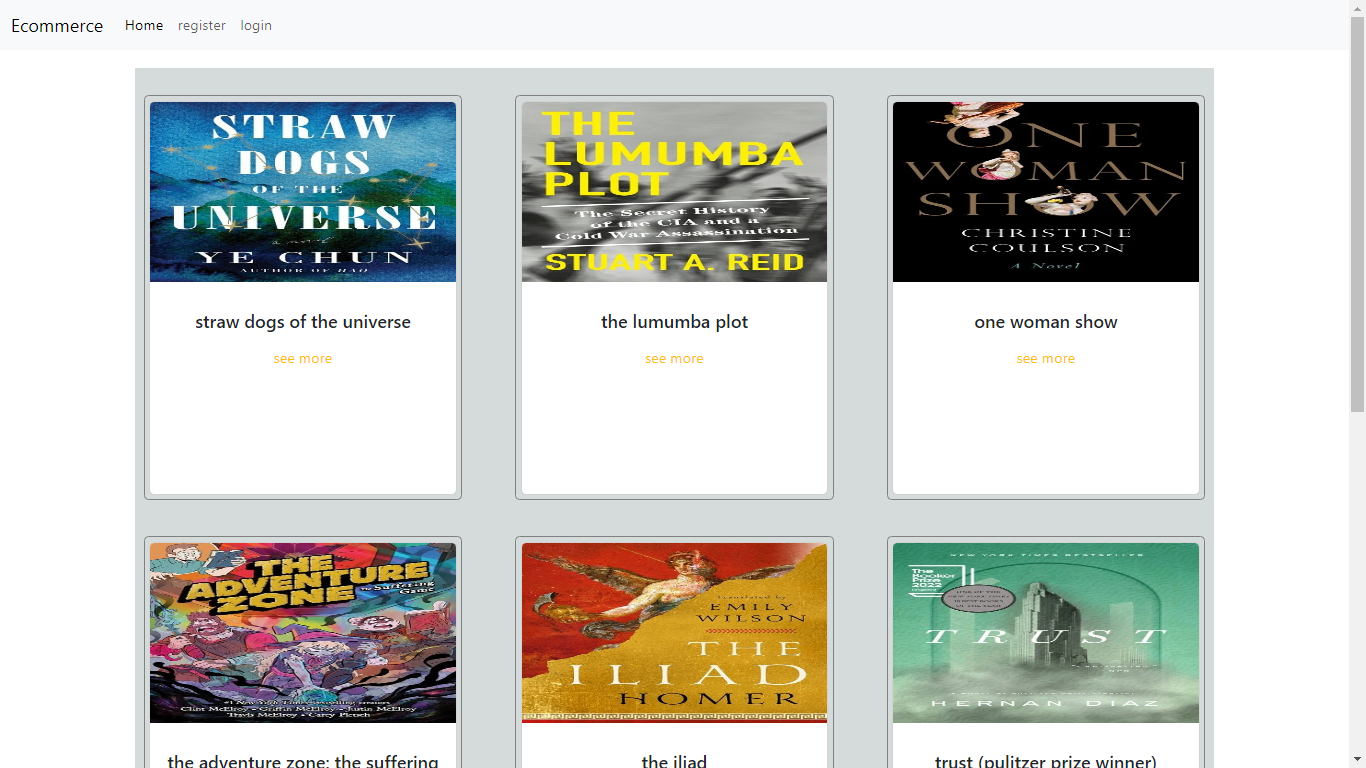 Ecommerce Home register login
STRAW
DOGS
OF THE
UNIVERSE
a novel
YE CHUN
AUTHOR OF HAO
straw dogs of the universe
see more
THE
LUMUMBA
PLOT
The Secret History
of the CIA and a
Cold War Assassination
STUART A. REID
the lumumba plot
see more
ONE
WOMAN
SHOW
CHRISTINE
COULSON
A Novel
one woman show
see more
THE
ADVENTURE
ZONE
The Suffering
Game
#1 New York Times bestselling creators
Clint McElroy • Griffin McElroy • Justin McElroy
Travis McElroy • Carey Pietsch
the adventure zone: the suffering
Translated by
EMILY
WILSON
THE
ILIAD
HOMER
the iliad
NEW YORK TIMES BESTSELLER
The
Booker
Prize
2022
TRUST
HERNAN DIAZ
trust (pulitzer prize winner)